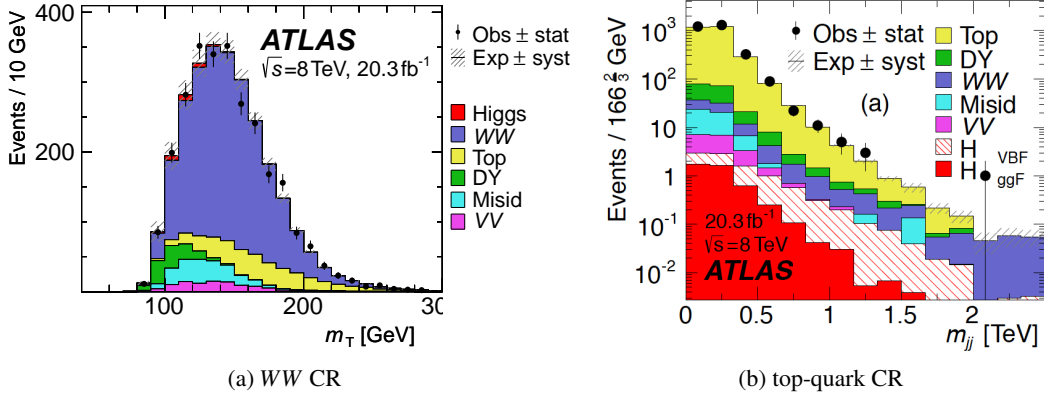 Events / 10 GeV
400
200
ATLAS
√s=8 TeV, 20.3 fb⁻¹
Obs ± stat
Exp ± syst
Higgs
WW
Top
DY
Misid
VV
100 200 30
m_T [GeV]
(a) WW CR
Events / 166 ⅔ GeV
10³
10²
10
1
10⁻¹
10⁻²
Obs ± stat
Exp ± syst
(a)
Top
DY
WW
Misid
VV
H VBF
H ggF
20.3 fb⁻¹
√s=8 TeV
ATLAS
0 0.5 1 1.5 2
m_jj [TeV]
(b) top-quark CR